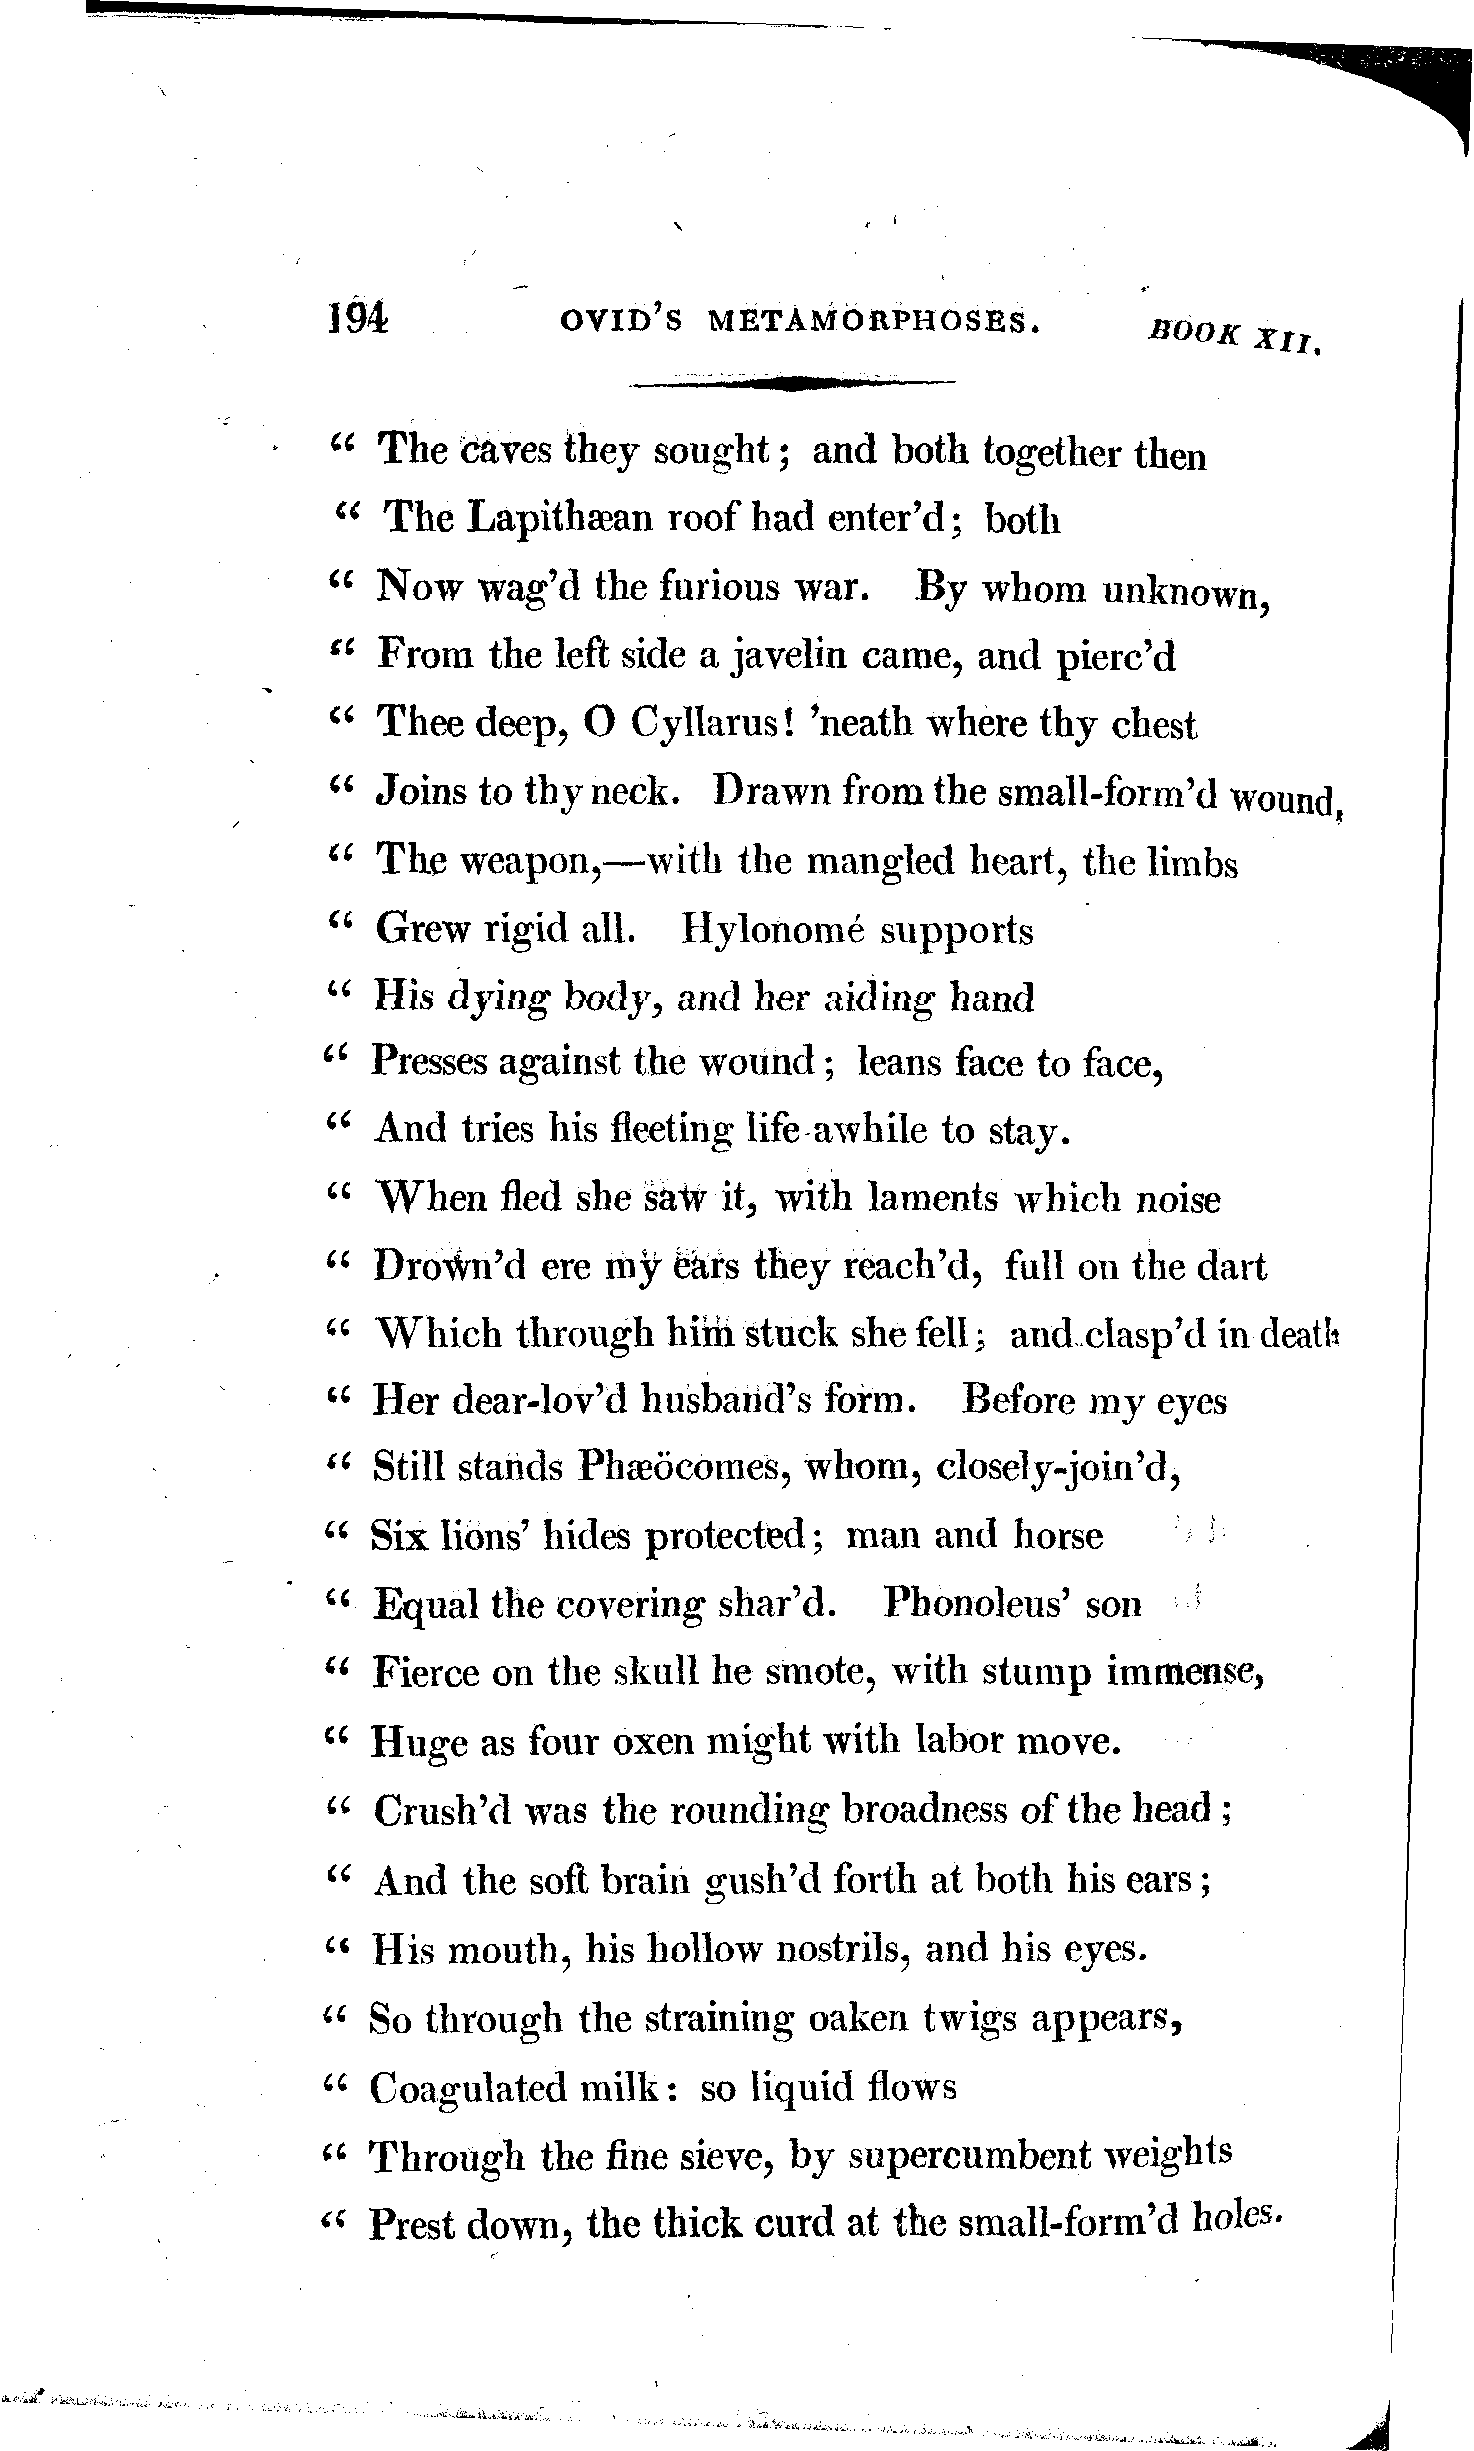 194 OVID'S METAMORPHOSES. BOOK XII.
“ The caves they sought; and both together then
“ The Lapithæan roof had enter'd; both
“ Now wag'd the furious war. By whom unknown,
“ From the left side a javelin came, and pierc'd
“ Thee deep, O Cyllarus! 'neath where thy chest
“ Joins to thy neck. Drawn from the small-form'd wound,
“ The weapon,—with the mangled heart, the limbs
“ Grew rigid all. Hylonomé supports
“ His dying body, and her aiding hand
“ Presses against the wound; leans face to face,
“ And tries his fleeting life awhile to stay.
“ When fled she saw it, with laments which noise
“ Drown'd ere my ears they reach'd, full on the dart
“ Which through him stuck she fell; and clasp'd in death
“ Her dear-lov'd husband's form. Before my eyes
“ Still stands Phæöcomes, whom, closely-join'd,
“ Six lions' hides protected; man and horse
“ Equal the covering shar'd. Phonoleus' son
“ Fierce on the skull he smote, with stump immense,
“ Huge as four oxen might with labor move.
“ Crush'd was the rounding broadness of the head;
“ And the soft brain gush'd forth at both his ears;
“ His mouth, his hollow nostrils, and his eyes.
“ So through the straining oaken twigs appears,
“ Coagulated milk: so liquid flows
“ Through the fine sieve, by supercumbent weights
“ Prest down, the thick curd at the small-form'd holes.